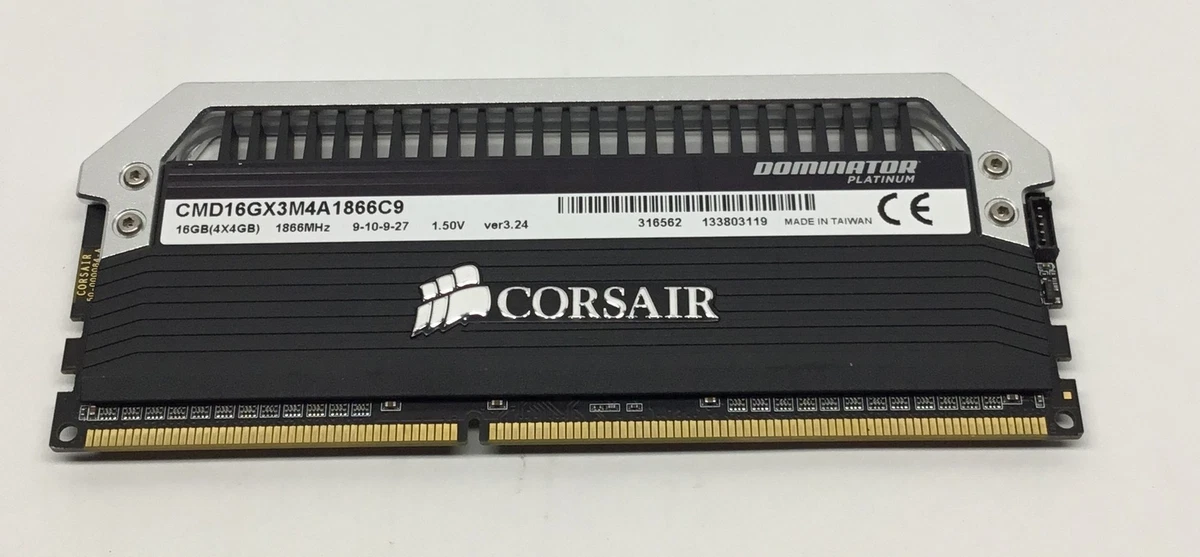 DOMINATOR
PLATINUM
CMD16GX3M4A1866C9
16GB(4X4GB) 1866MHz 9-10-9-27 1.50V ver3.24 316562 133803119 MADE IN TAIWAN CE
CORSAIR
CORSAIR